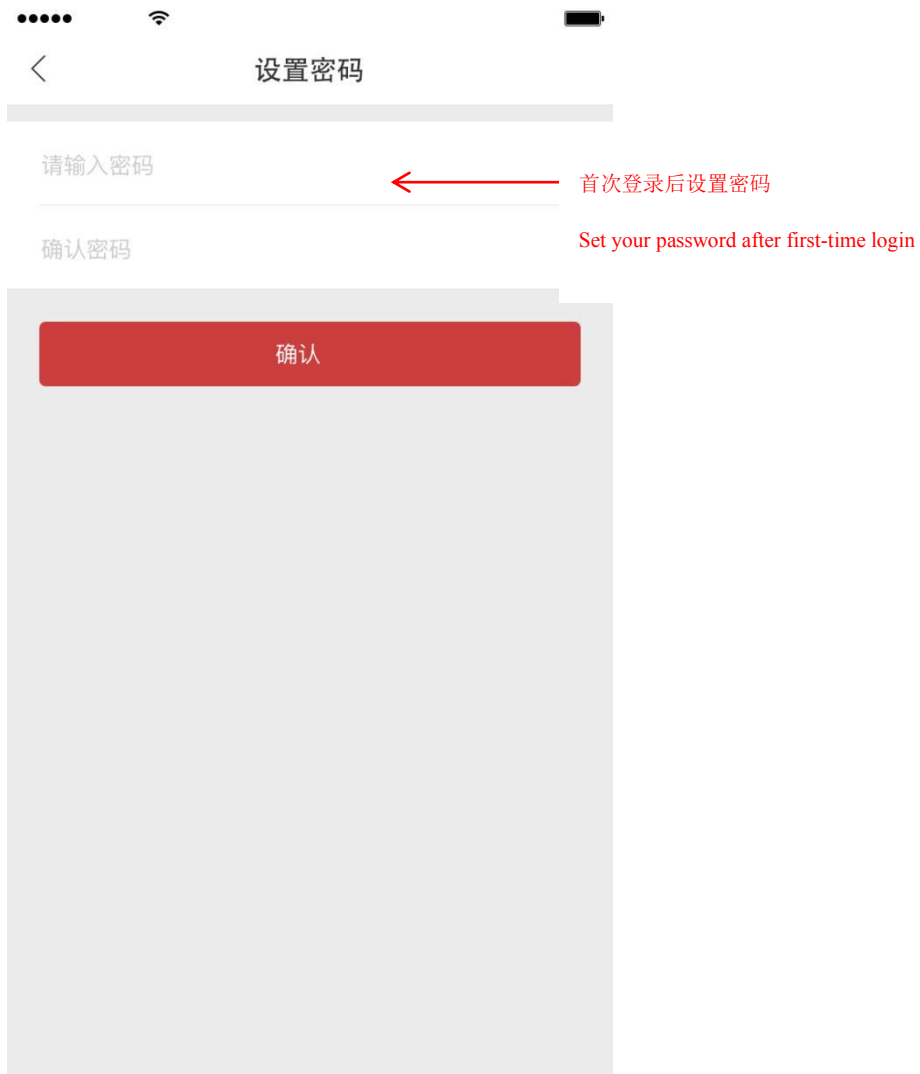 设置密码
请输入密码
首次登录后设置密码
Set your password after first-time login
确认密码
确认